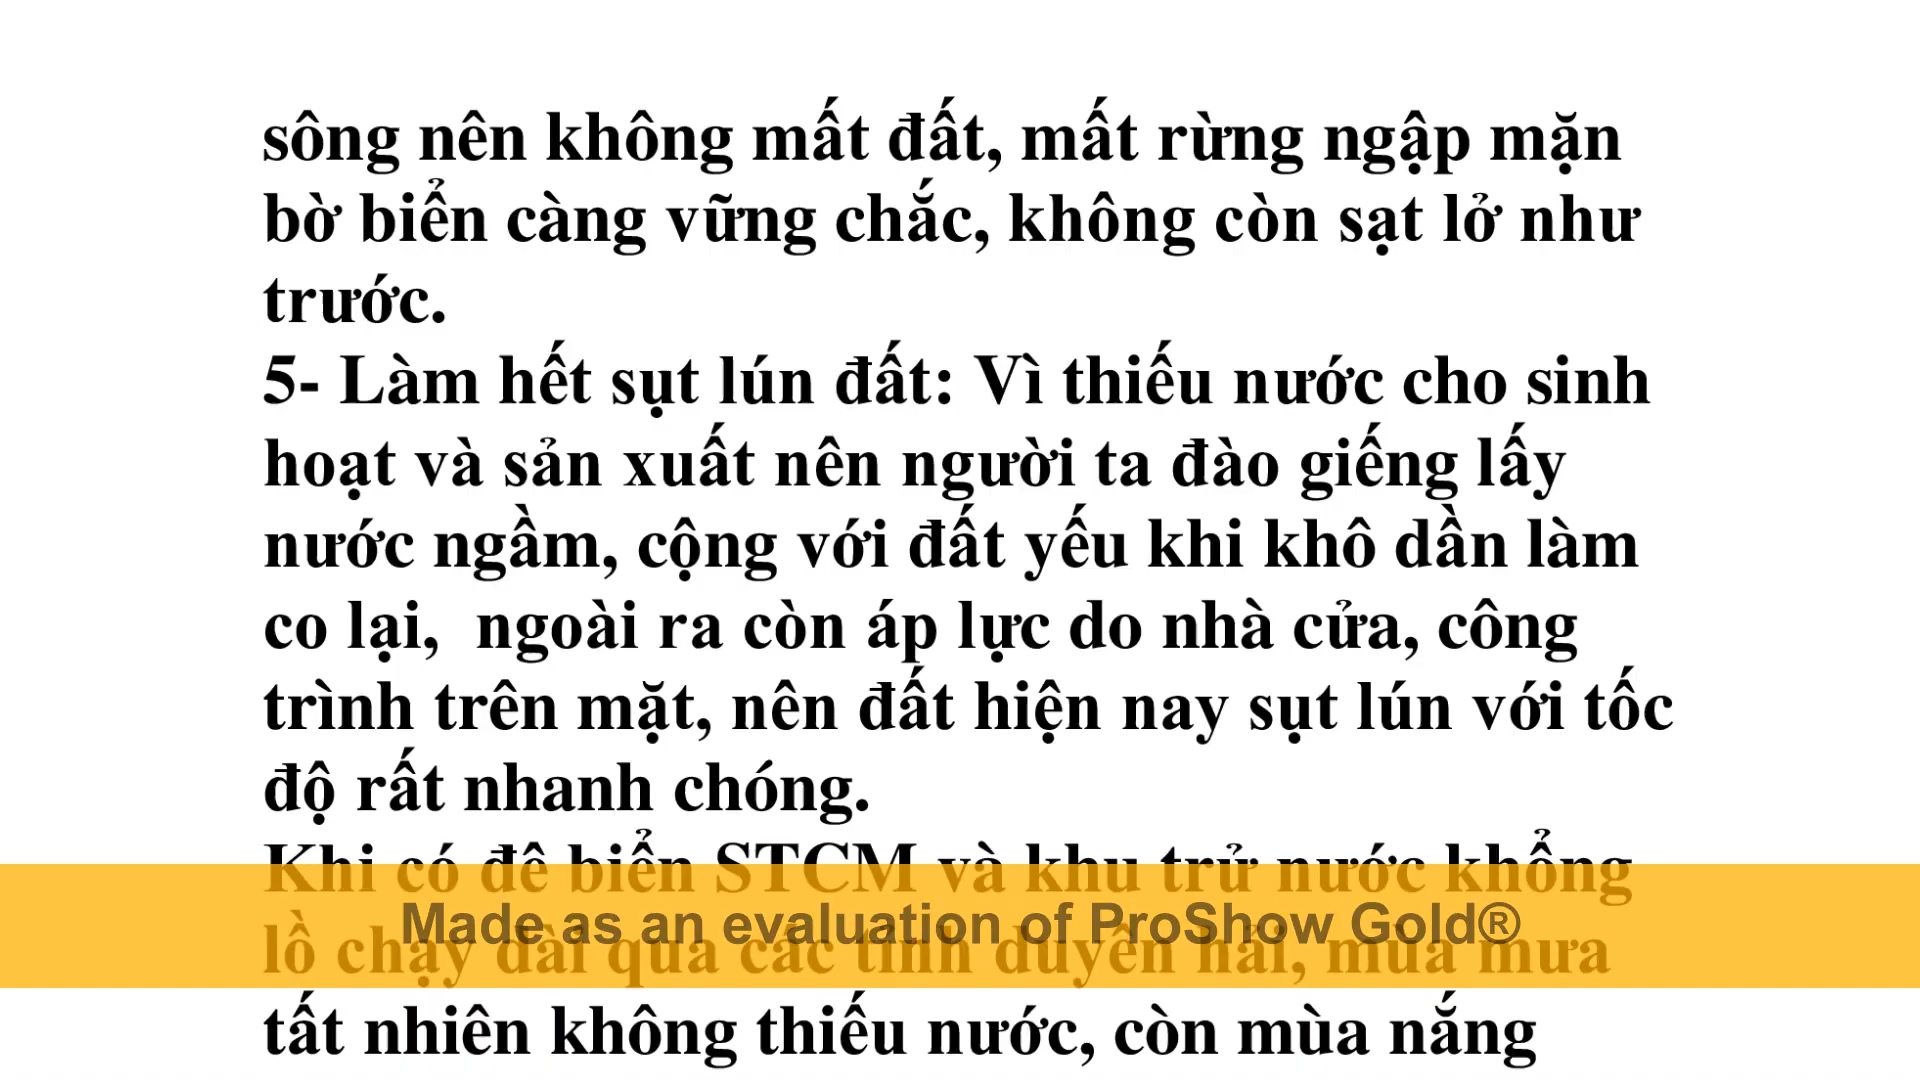 sông nên không mất đất, mất rừng ngập mặn
bờ biển càng vững chắc, không còn sạt lở như
trước.
5- Làm hết sụt lún đất: Vì thiếu nước cho sinh
hoạt và sản xuất nên người ta đào giếng lấy
nước ngầm, cộng với đất yếu khi khô dần làm
co lại,  ngoài ra còn áp lực do nhà cửa, công
trình trên mặt, nên đất hiện nay sụt lún với tốc
độ rất nhanh chóng.
Khi có đê biển STCM và khu trử nước khổng
Made as an evaluation of ProShow Gold®
lồ chạy dài qua các tỉnh duyên hải, mùa mưa
tất nhiên không thiếu nước, còn mùa nắng